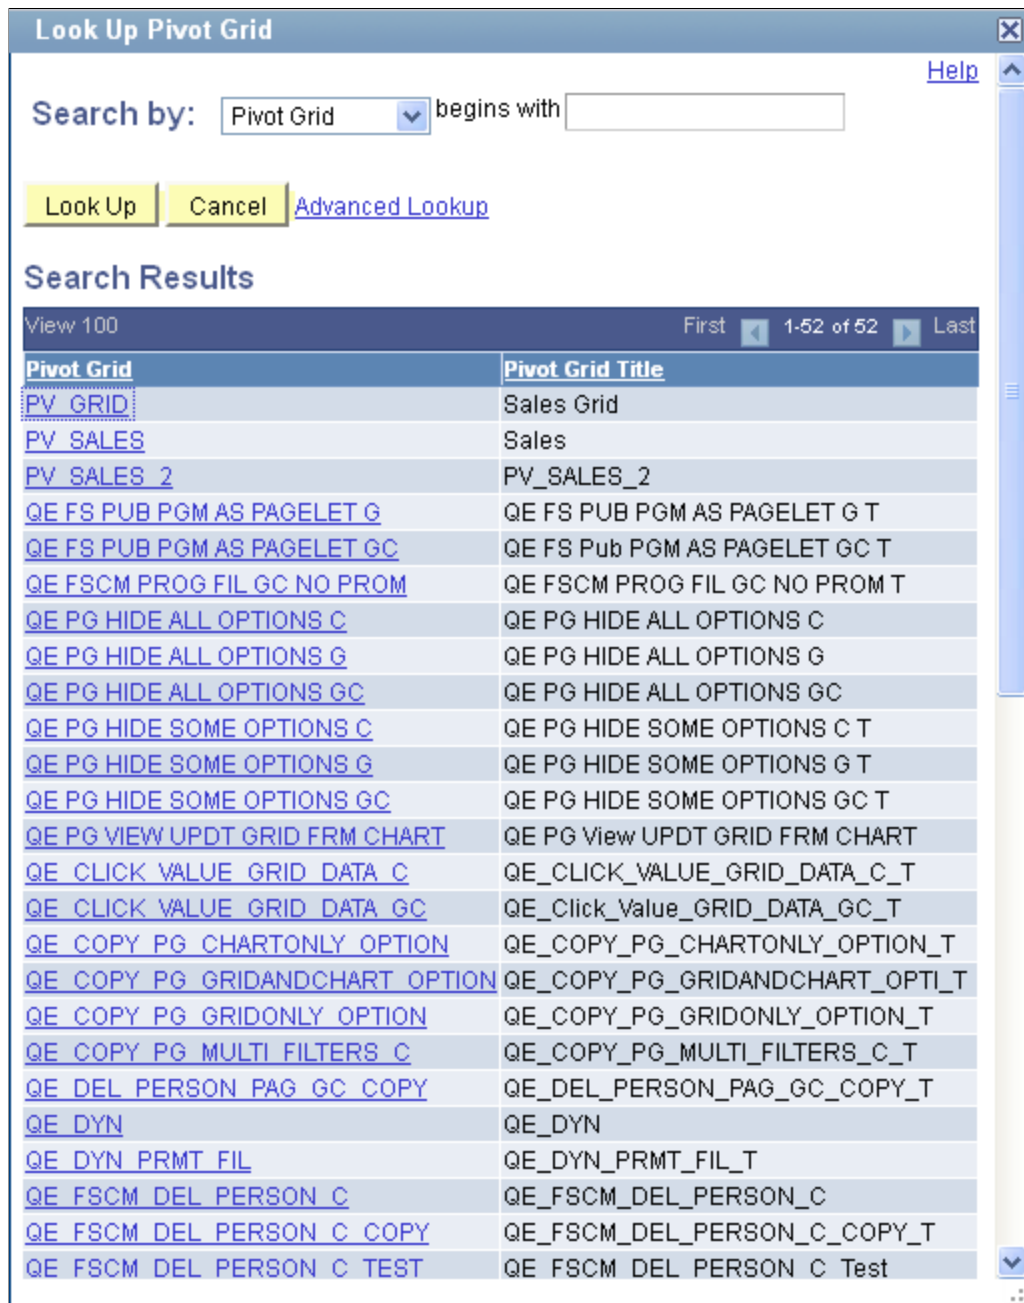 Look Up Pivot Grid
Help
Search by: Pivot Grid begins with
Look Up Cancel Advanced Lookup
Search Results
View 100 First 1-52 of 52 Last
Pivot Grid Pivot Grid Title
PV_GRID Sales Grid
PV_SALES Sales
PV_SALES_2 PV_SALES_2
QE FS PUB PGM AS PAGELET G QE FS PUB PGM AS PAGELET G T
QE FS PUB PGM AS PAGELET GC QE FS Pub PGM AS PAGELET GC T
QE FSCM PROG FIL GC NO PROM QE FSCM PROG FIL GC NO PROM T
QE PG HIDE ALL OPTIONS C QE PG HIDE ALL OPTIONS C
QE PG HIDE ALL OPTIONS G QE PG HIDE ALL OPTIONS G
QE PG HIDE ALL OPTIONS GC QE PG HIDE ALL OPTIONS GC
QE PG HIDE SOME OPTIONS C QE PG HIDE SOME OPTIONS C T
QE PG HIDE SOME OPTIONS G QE PG HIDE SOME OPTIONS G T
QE PG HIDE SOME OPTIONS GC QE PG HIDE SOME OPTIONS GC T
QE PG VIEW UPDT GRID FRM CHART QE PG View UPDT GRID FRM CHART
QE_CLICK_VALUE_GRID_DATA_C QE_CLICK_VALUE_GRID_DATA_C_T
QE_CLICK_VALUE_GRID_DATA_GC QE_Click_Value_GRID_DATA_GC_T
QE_COPY_PG_CHARTONLY_OPTION QE_COPY_PG_CHARTONLY_OPTION_T
QE_COPY_PG_GRIDANDCHART_OPTION QE_COPY_PG_GRIDANDCHART_OPTI_T
QE_COPY_PG_GRIDONLY_OPTION QE_COPY_PG_GRIDONLY_OPTION_T
QE_COPY_PG_MULTI_FILTERS_C QE_COPY_PG_MULTI_FILTERS_C_T
QE_DEL_PERSON_PAG_GC_COPY QE_DEL_PERSON_PAG_GC_COPY_T
QE_DYN QE_DYN
QE_DYN_PRMT_FIL QE_DYN_PRMT_FIL_T
QE_FSCM_DEL_PERSON_C QE_FSCM_DEL_PERSON_C
QE_FSCM_DEL_PERSON_C_COPY QE_FSCM_DEL_PERSON_C_COPY_T
QE_FSCM_DEL_PERSON_C_TEST QE_FSCM_DEL_PERSON_C_Test